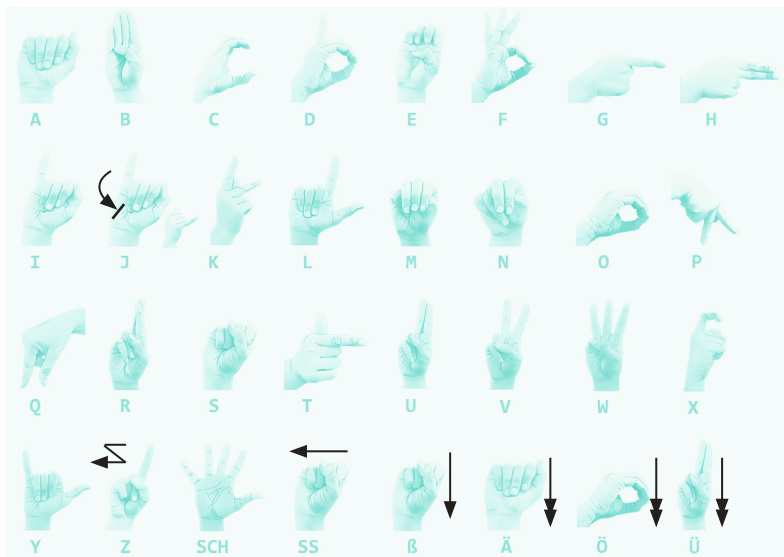 A B C D E F G H
I J K L M N O P
Q R S T U V W X
Y Z SCH SS ß Ä Ö Ü